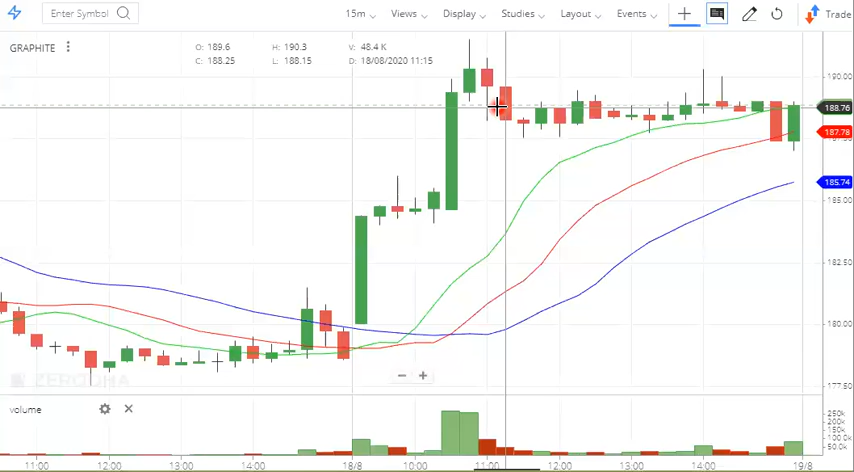 Enter Symbol 15m Views Display Studies Layout Events Trade
GRAPHITE O: 189.6 H: 190.3 V: 48.4 K
C: 188.25 L: 188.15 D: 18/08/2020 11:15
190.00
188.76
187.78
185.74
185.00
182.50
180.00
ZERODHA
177.50
volume
250k
200k
150k
100k
50.0k
11:00 12:00 13:00 14:00 18/8 10:00 11:00 12:00 13:00 14:00 19/8